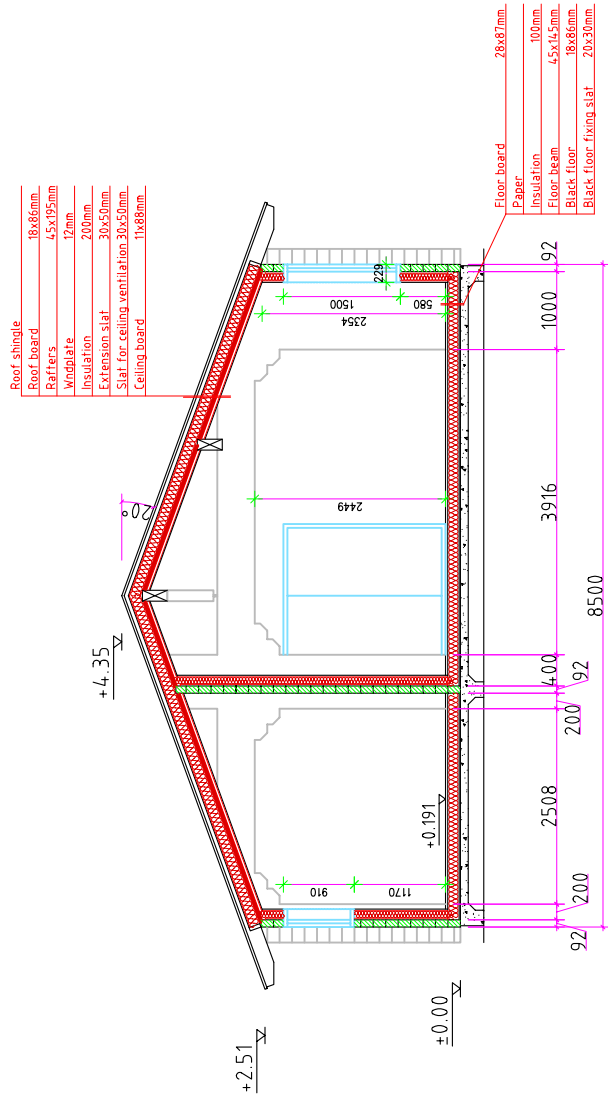 Roof shingle
Roof board 18x86mm
Rafters 45x195mm
Windplate 12mm
Insulation 200mm
Extension slat 30x50mm
Slat for ceiling ventilation 30x50mm
Ceiling board 11x88mm
Floor board 28x87mm
Paper
Insulation 100mm
Floor beam 45x145mm
Black floor 18x86mm
Black floor fixing slat 20x30mm
20°
+4.35
+2.51
±0.00
+0.191
910
1170
2449
2354
1500
580
229
92
200
2508
200
92
400
3916
1000
92
8500